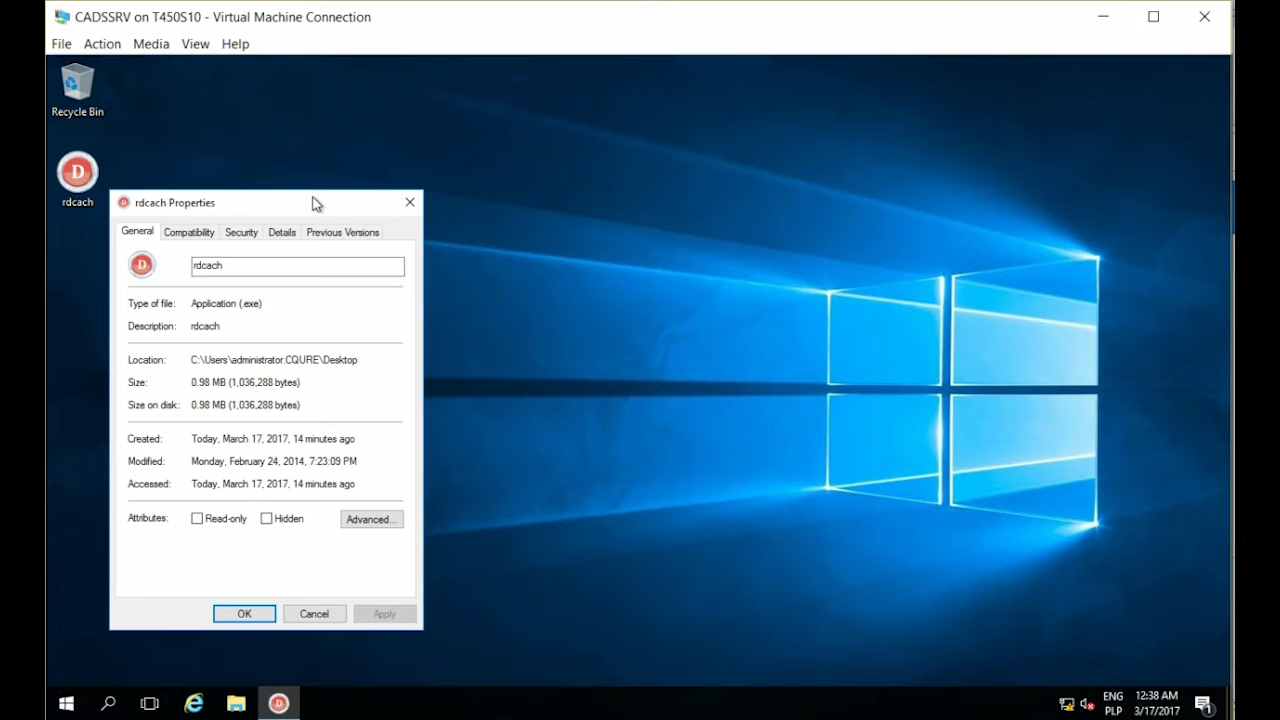 CADSSRV on T450S10 - Virtual Machine Connection
File Action Media View Help
Recycle Bin
D
rdcach
D rdcach Properties
General Compatibility Security Details Previous Versions
D rdcach
Type of file: Application (.exe)
Description: rdcach
Location: C:\Users\administrator.CQURE\Desktop
Size: 0.98 MB (1,036,288 bytes)
Size on disk: 0.98 MB (1,036,288 bytes)
Created: Today, March 17, 2017, 14 minutes ago
Modified: Monday, February 24, 2014, 7:23:09 PM
Accessed: Today, March 17, 2017, 14 minutes ago
Attributes: Read-only Hidden Advanced...
OK Cancel Apply
D
ENG 12:38 AM
PLP 3/17/2017 1